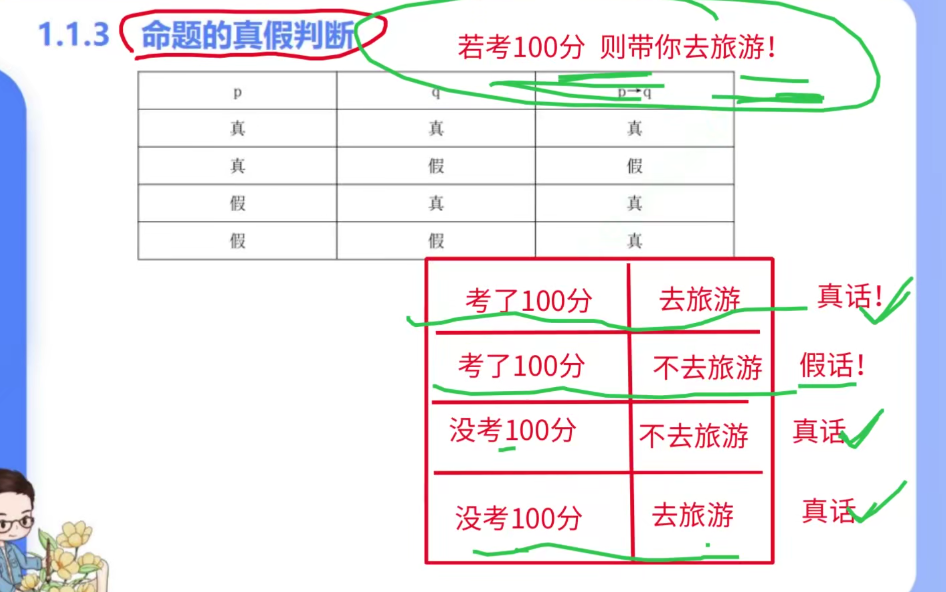 1.1.3 命题的真假判断
若考100分 则带你去旅游!
p q p→q
真 真 真
真 假 假
假 真 真
假 假 真
考了100分 去旅游 真话!
考了100分 不去旅游 假话!
没考100分 不去旅游 真话
没考100分 去旅游 真话